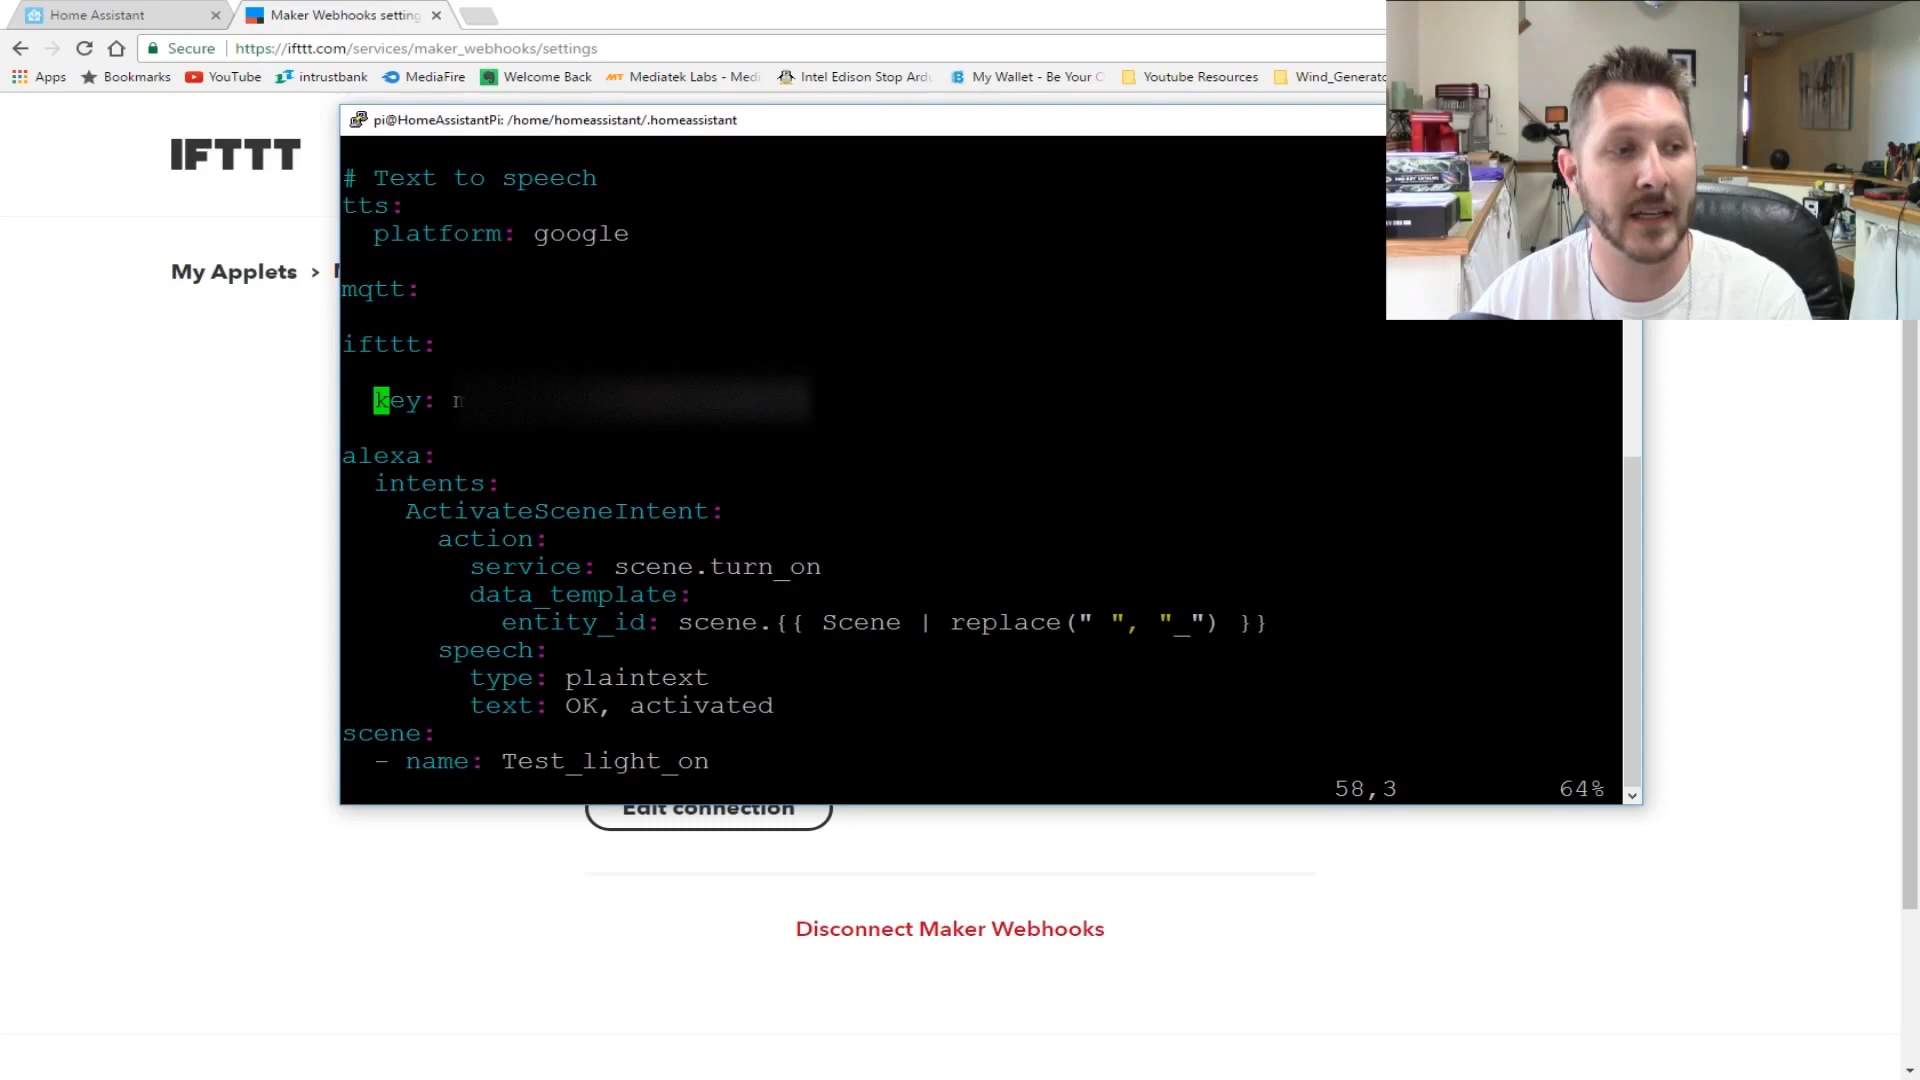 Home Assistant
Maker Webhooks setting
Secure
https://ifttt.com/services/maker_webhooks/settings
Apps
Bookmarks
YouTube
intrustbank
MediaFire
Welcome Back
Mediatek Labs - Medi
Intel Edison Stop Ardu
My Wallet - Be Your O
Youtube Resources
Wind_Generato
IFTTT
My Applets >
pi@HomeAssistantPi: /home/homeassistant/.homeassistant
# Text to speech
tts:
platform: google
mqtt:
ifttt:
key: m
alexa:
intents:
ActivateSceneIntent:
action:
service: scene.turn_on
data_template:
entity_id: scene.{{ Scene | replace(" ", "_") }}
speech:
type: plaintext
text: OK, activated
scene:
- name: Test_light_on
58,3 64%
Edit connection
Disconnect Maker Webhooks